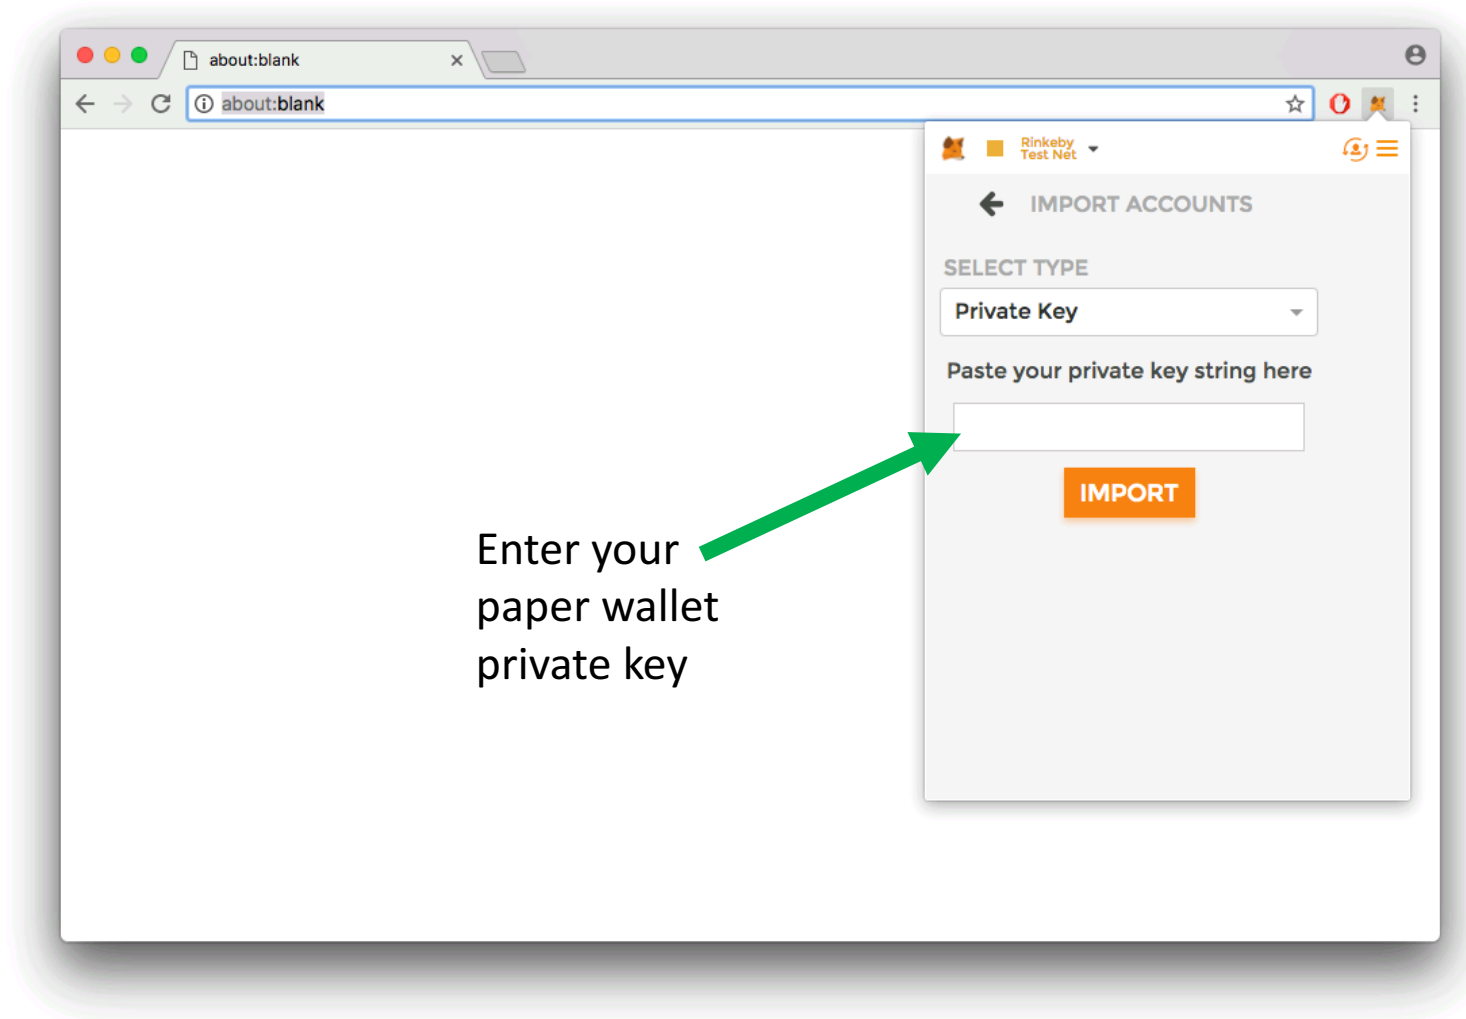 about:blank
about:blank
Rinkeby
Test Net
IMPORT ACCOUNTS
SELECT TYPE
Private Key
Paste your private key string here
IMPORT
Enter your
paper wallet
private key